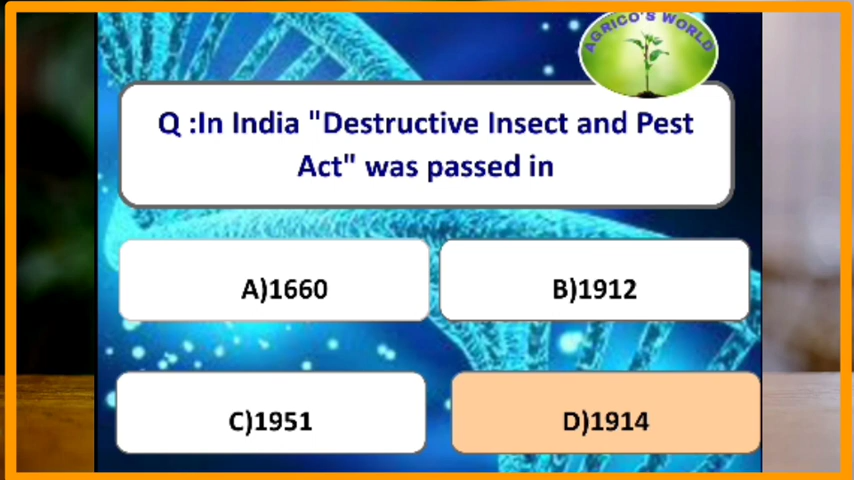 AGRICO'S WORLD
Q :In India "Destructive Insect and Pest
Act" was passed in
A)1660
B)1912
C)1951
D)1914